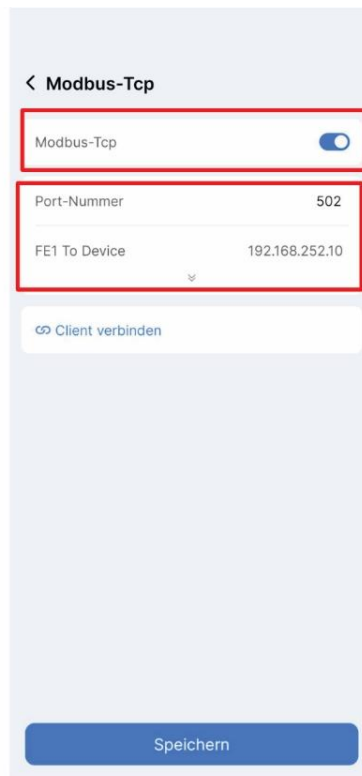 Modbus-Tcp
Modbus-Tcp
Port-Nummer 502
FE1 To Device 192.168.252.10
Client verbinden
Speichern